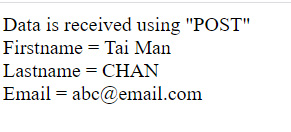 Data is received using "POST"
Firstname = Tai Man
Lastname = CHAN
Email = abc@email.com